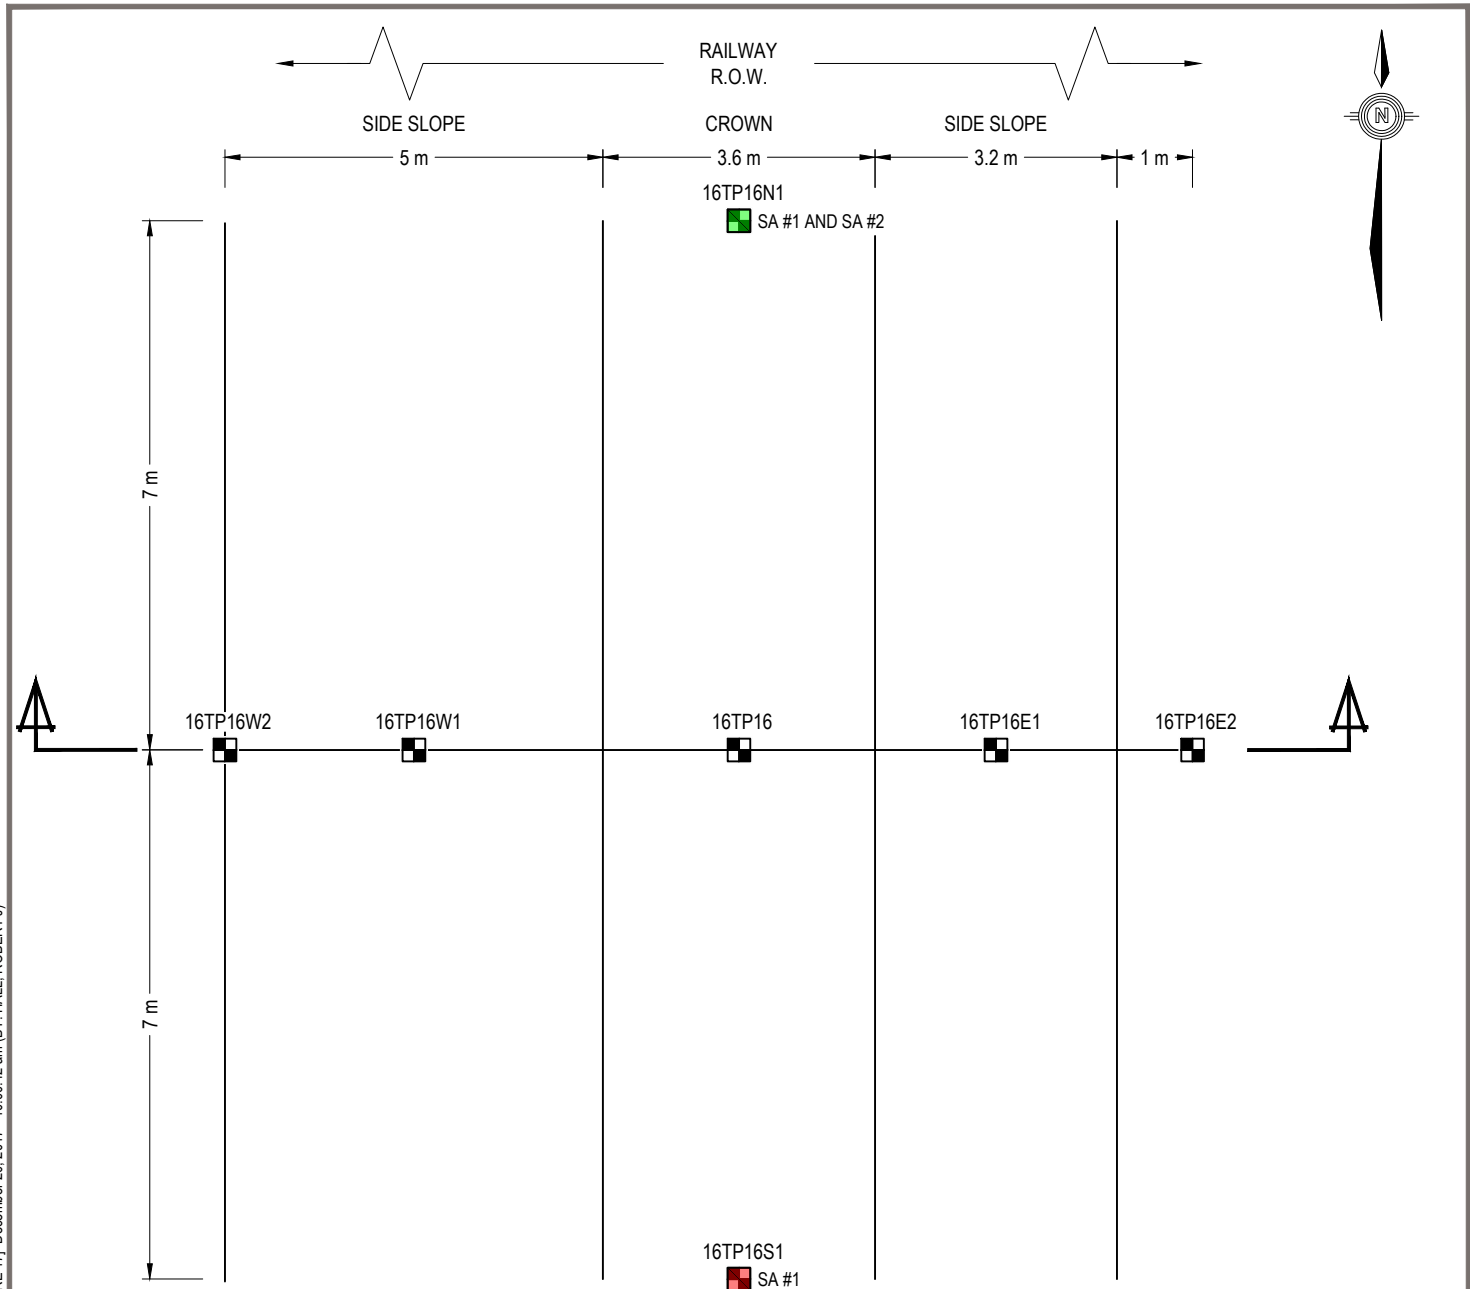 RAILWAY
R.O.W.
SIDE SLOPE
CROWN
SIDE SLOPE
5 m
3.6 m
3.2 m
1 m
N
16TP16N1
SA #1 AND SA #2
7 m
16TP16W2
16TP16W1
16TP16
16TP16E1
16TP16E2
7 m
16TP16S1
SA #1